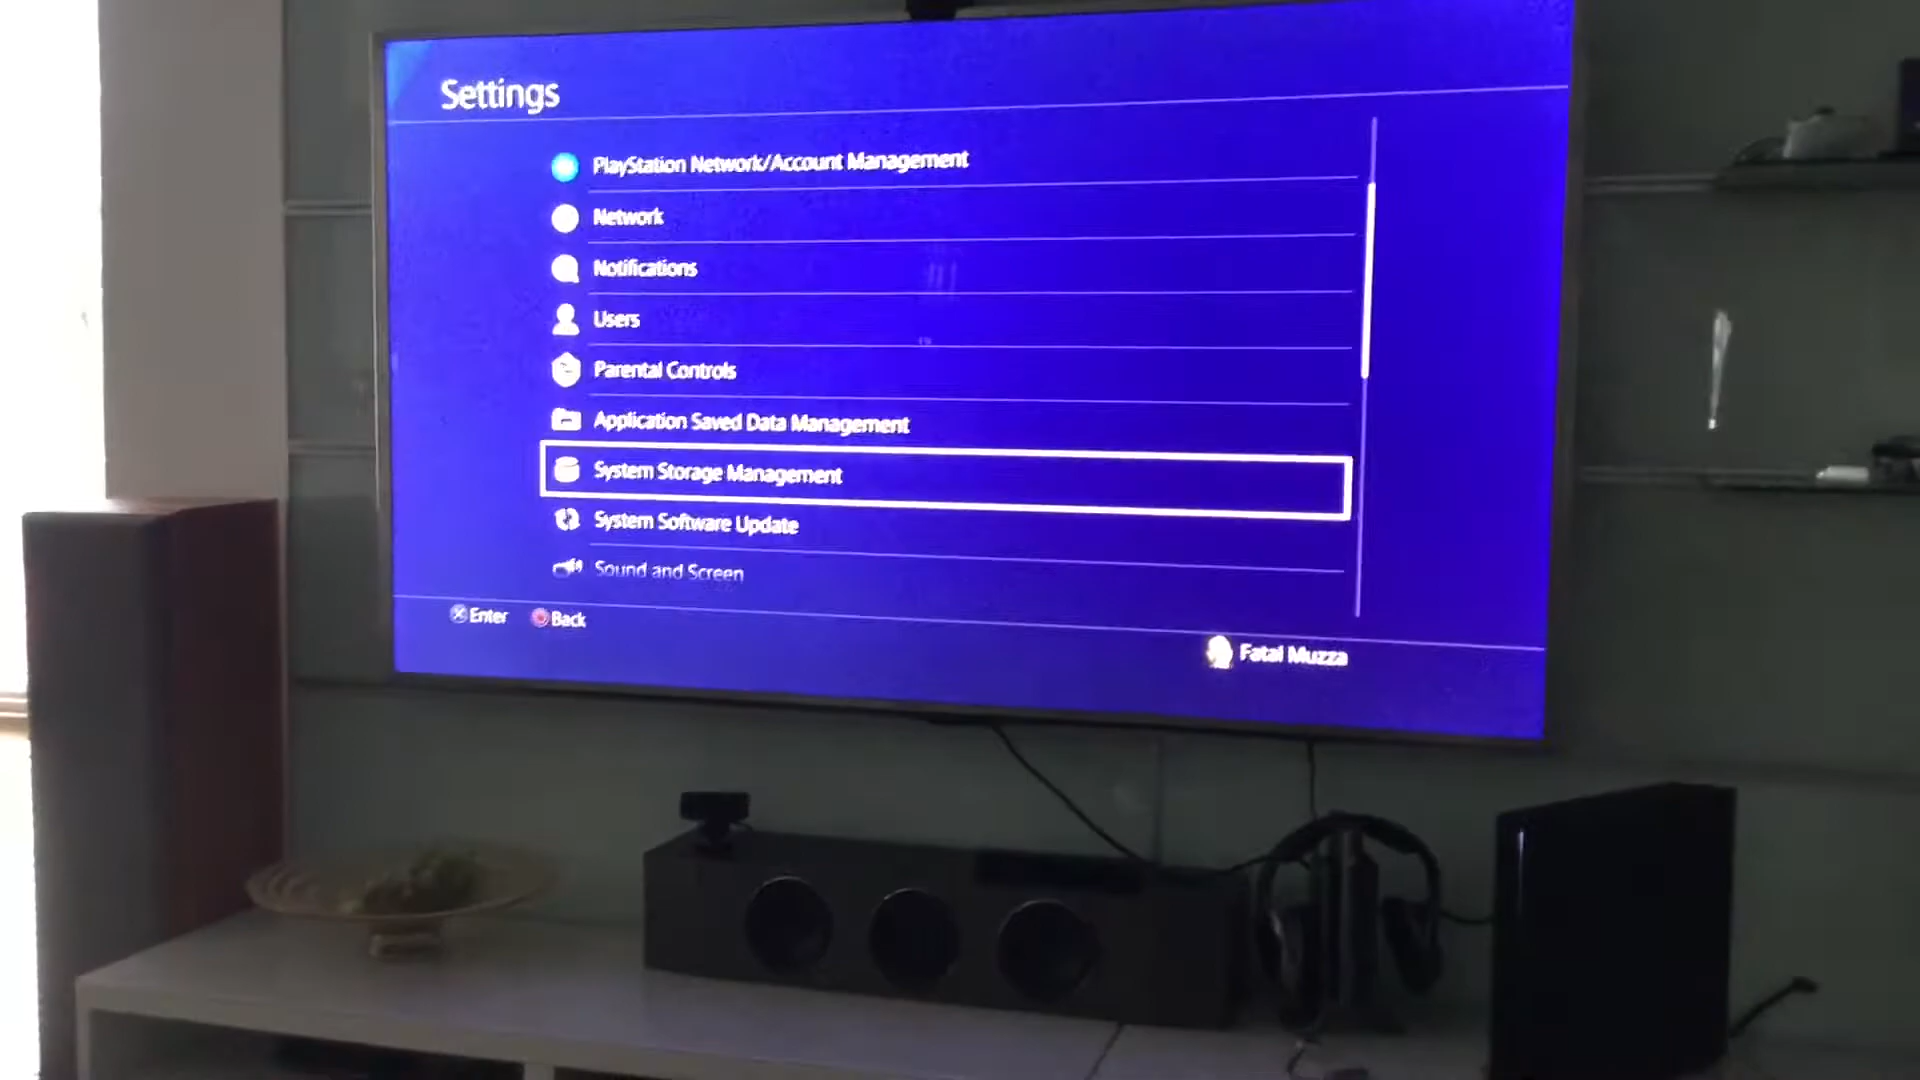 Settings
PlayStation Network/Account Management
Network
Notifications
Users
Parental Controls
Application Saved Data Management
System Storage Management
System Software Update
Sound and Screen
Enter
Back
Fatal Muzza